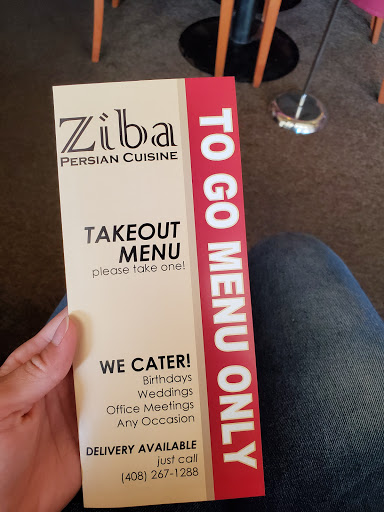 Ziba
PERSIAN CUISINE
TAKEOUT
MENU
please take one!
WE CATER!
Birthdays
Weddings
Office Meetings
Any Occasion
DELIVERY AVAILABLE
just call
(408) 267-1288
TO GO MENU ONLY